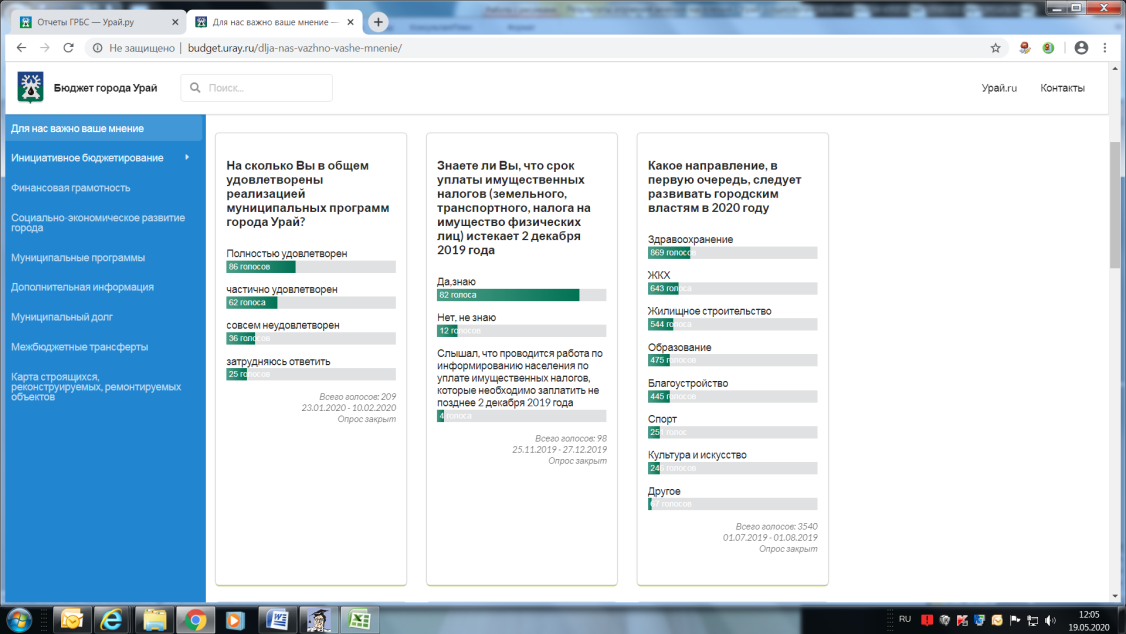 Отчеты ГРБС — Урай.ру
Для нас важно ваше мнение —
Не защищено
budget.uray.ru/dlja-nas-vazhno-vashe-mnenie/
Бюджет города Урай
Поиск...
Урай.ru
Контакты
Для нас важно ваше мнение
Инициативное бюджетирование
Финансовая грамотность
Социально-экономическое развитие
города
Муниципальные программы
Дополнительная информация
Муниципальный долг
Межбюджетные трансферты
Карта строящихся,
реконструируемых, ремонтируемых
объектов
На сколько Вы в общем
удовлетворены
реализацией
муниципальных программ
города Урай?
Полностью удовлетворен
86 голосов
частично удовлетворен
62 голоса
совсем неудовлетворен
36 голосов
затрудняюсь ответить
25 голосов
Всего голосов: 209
23.01.2020 - 10.02.2020
Опрос закрыт
Знаете ли Вы, что срок
уплаты имущественных
налогов (земельного,
транспортного, налога на
имущество физических
лиц) истекает 2 декабря
2019 года
Да,знаю
82 голоса
Нет, не знаю
12 голосов
Слышал, что проводится работа по
информированию населения по
уплате имущественных налогов,
которые необходимо заплатить не
позднее 2 декабря 2019 года
4 голоса
Всего голосов: 98
25.11.2019 - 27.12.2019
Опрос закрыт
Какое направление, в
первую очередь, следует
развивать городским
властям в 2020 году
Здравоохранение
869 голосов
ЖКХ
643 голоса
Жилищное строительство
544 голоса
Образование
475 голосов
Благоустройство
445 голосов
Спорт
голос
Культура и искусство
голосов
Другое
голосов
Всего голосов: 3540
01.07.2019 - 01.08.2019
Опрос закрыт
RU
12:05
19.05.2020